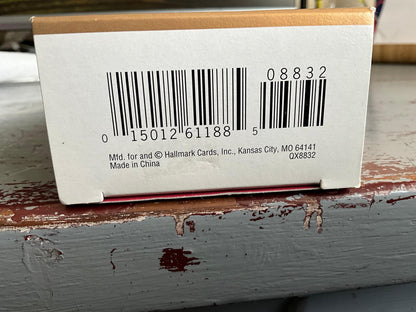 08832
0 15012 61188 5
Mfd. for and © Hallmark Cards, Inc., Kansas City, MO 64141
QX8832
Made in China